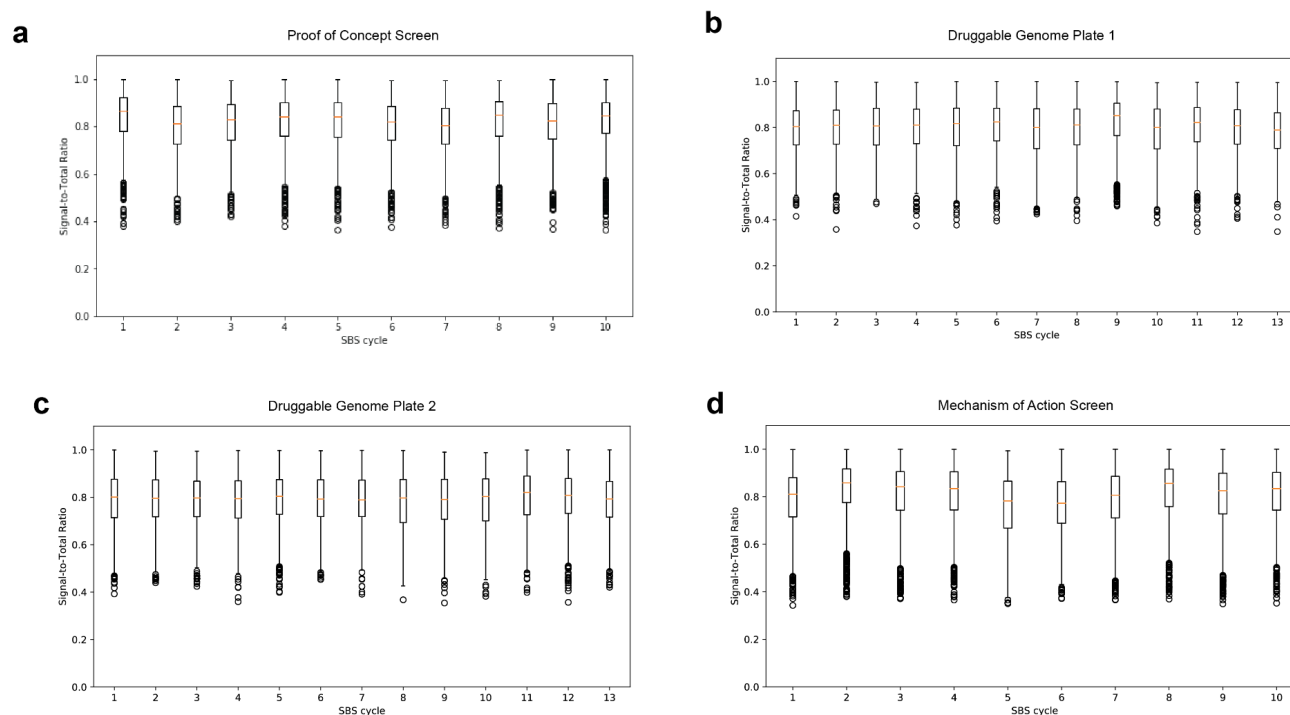 a
Proof of Concept Screen
Signal-to-Total Ratio
1.0
0.8
0.6
0.4
0.2
0.0
1 2 3 4 5 6 7 8 9 10
SBS cycle
b
Druggable Genome Plate 1
Signal-to-Total Ratio
1.0
0.8
0.6
0.4
0.2
0.0
1 2 3 4 5 6 7 8 9 10 11 12 13
SBS cycle
c
Druggable Genome Plate 2
Signal-to-Total Ratio
1.0
0.8
0.6
0.4
0.2
0.0
1 2 3 4 5 6 7 8 9 10 11 12 13
SBS cycle
d
Mechanism of Action Screen
Signal-to-Total Ratio
1.0
0.8
0.6
0.4
0.2
0.0
1 2 3 4 5 6 7 8 9 10
SBS cycle